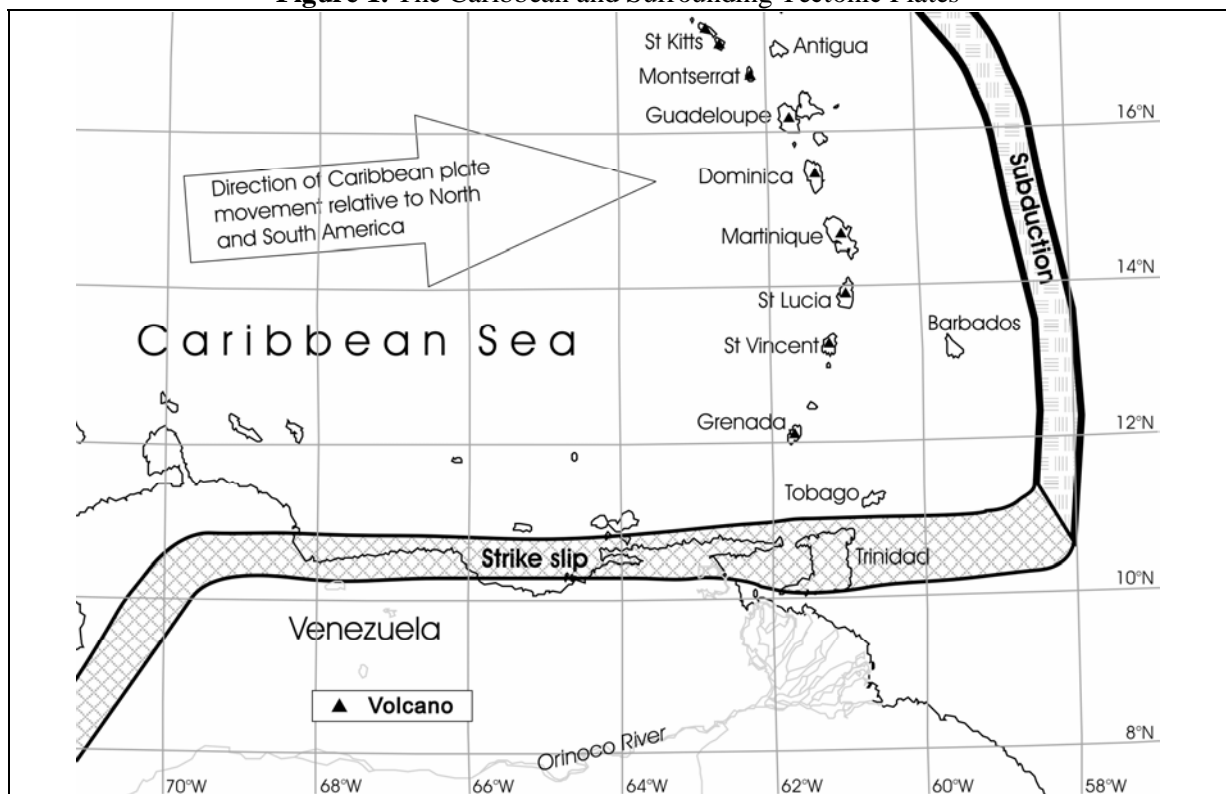 Figure 1. The Caribbean and Surrounding Tectonic Plates
St Kitts
Antigua
Montserrat
Guadeloupe
16°N
Direction of Caribbean plate
movement relative to North
and South America
Dominica
Subduction
Martinique
14°N
St Lucia
Caribbean Sea
Barbados
St Vincent
Grenada
12°N
Tobago
Strike slip
Trinidad
10°N
Venezuela
Volcano
8°N
Orinoco River
70°W
68°W
66°W
64°W
62°W
60°W
58°W